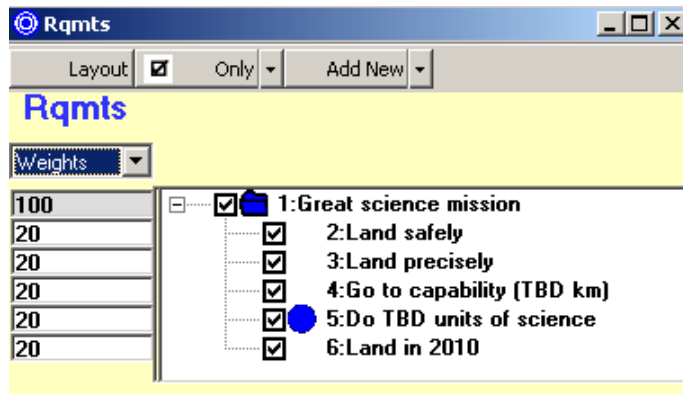 Rqmts
Layout Only Add New
Rqmts
Weights
100 1:Great science mission
20 2:Land safely
20 3:Land precisely
20 4:Go to capability (TBD km)
20 5:Do TBD units of science
20 6:Land in 2010